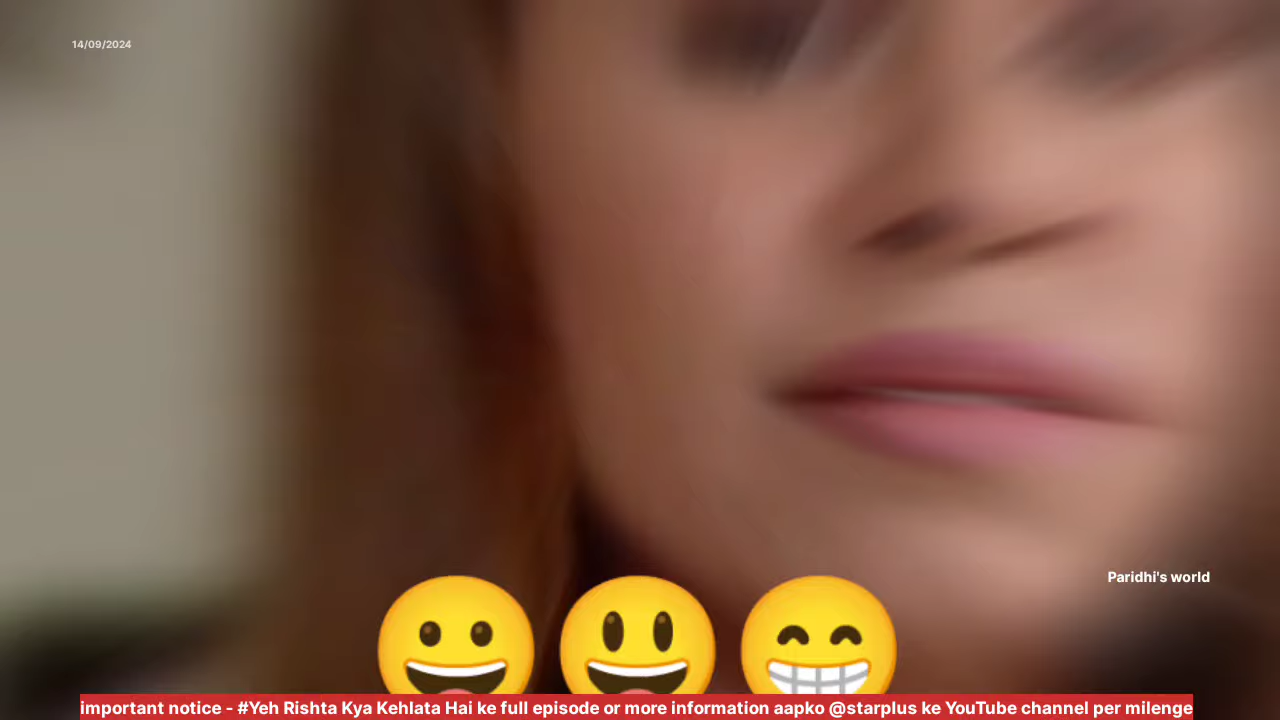 14/09/2024
Paridhi's world
important notice - #Yeh Rishta Kya Kehlata Hai ke full episode or more information aapko @starplus ke YouTube channel per milenge